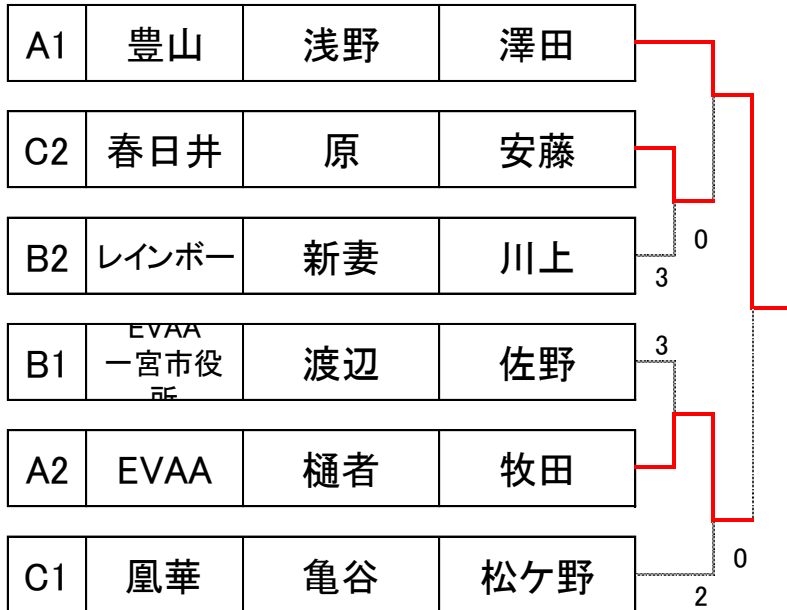 A1 豊山 浅野 澤田
C2 春日井 原 安藤
0
B2 レインボー 新妻 川上
3
EVAA
B1 一宮市役 渡辺 佐野 3
所
A2 EVAA 樋者 牧田
0
C1 凰華 亀谷 松ケ野
2